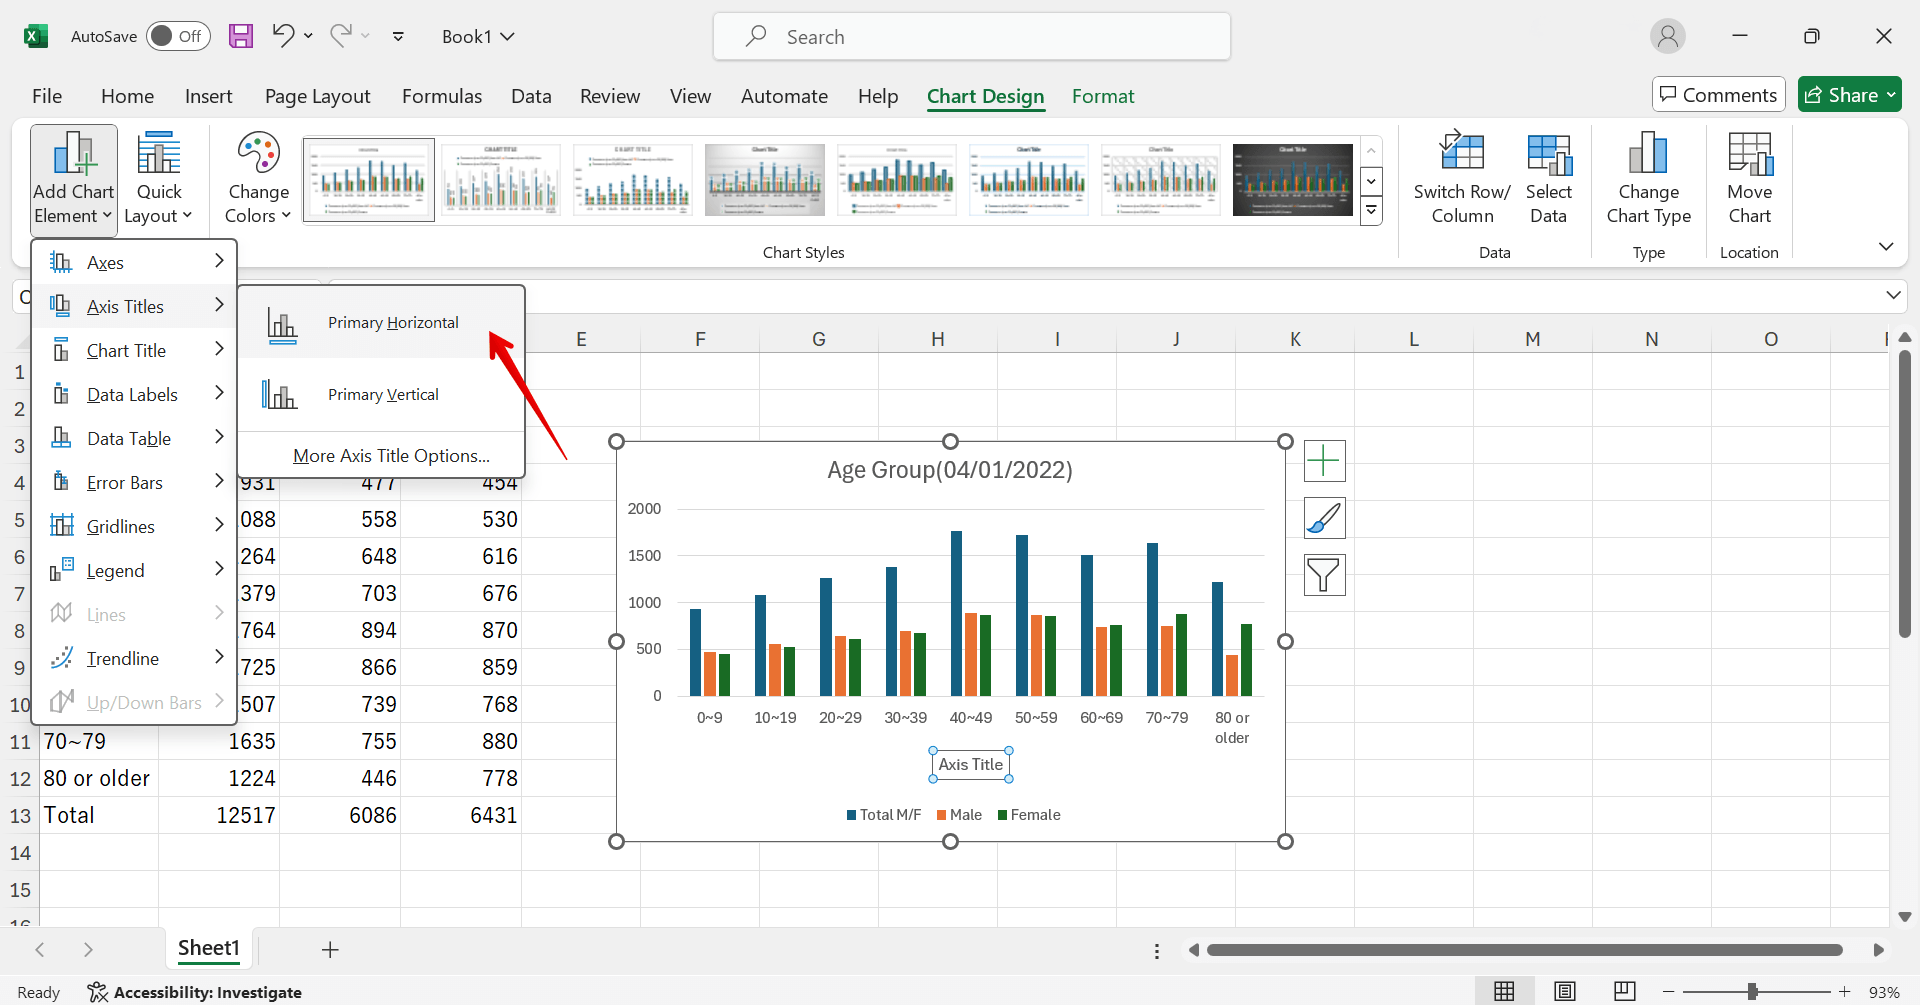 AutoSave Off Book1 Search
File Home Insert Page Layout Formulas Data Review View Automate Help Chart Design Format Comments Share
Add Chart Element
Quick Layout
Change Colors
Chart Styles
Switch Row/ Column
Select Data
Data
Change Chart Type
Type
Move Chart
Location
Axes
Axis Titles
Chart Title
Data Labels
Data Table
Error Bars
Gridlines
Legend
Lines
Trendline
Up/Down Bars
Primary Horizontal
Primary Vertical
More Axis Title Options...
E F G H I J K L M N O
1
2
3
4 931 477 454
5 088 558 530
6 264 648 616
7 379 703 676
8 764 894 870
9 725 866 859
10 507 739 768
11 70~79 1635 755 880
12 80 or older 1224 446 778
13 Total 12517 6086 6431
14
15
16
Age Group(04/01/2022)
2000
1500
1000
500
0
0~9 10~19 20~29 30~39 40~49 50~59 60~69 70~79 80 or
older
Axis Title
Total M/F Male Female
Sheet1
Ready Accessibility: Investigate 93%